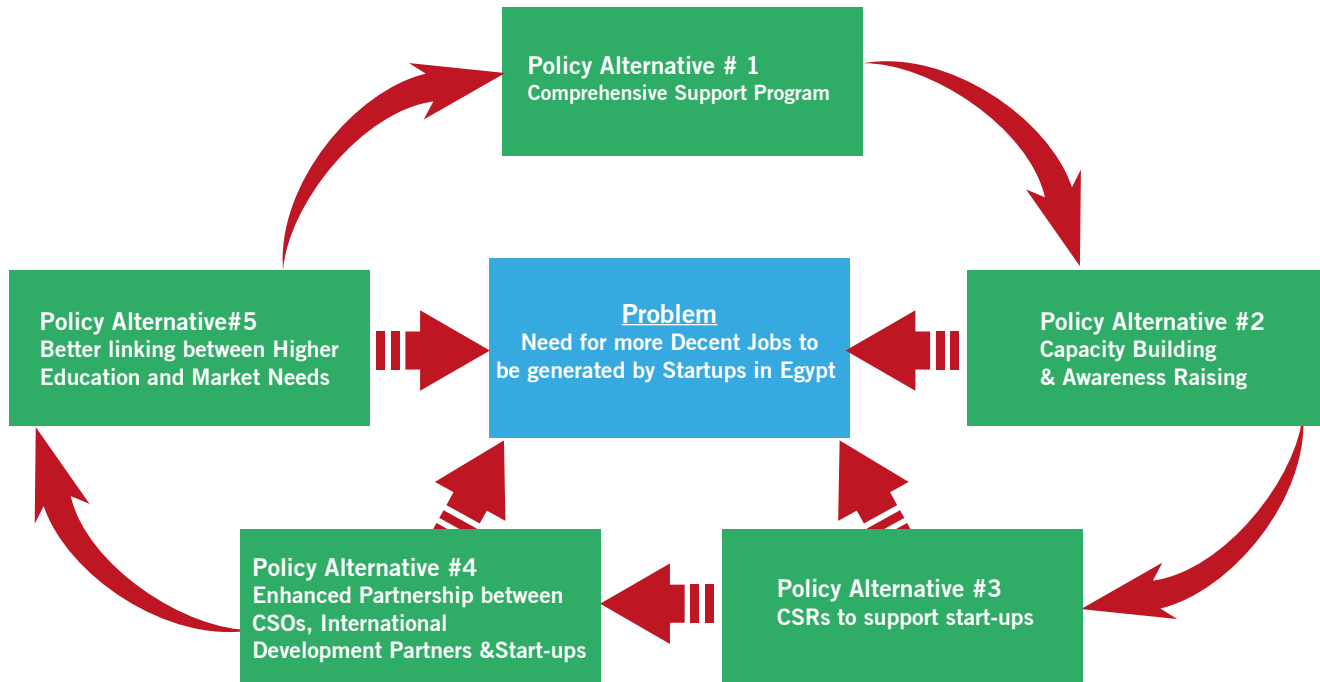 Policy Alternative # 1
Comprehensive Support Program
Problem
Need for more Decent Jobs to
be generated by Startups in Egypt
Policy Alternative #2
Capacity Building
& Awareness Raising
Policy Alternative #3
CSRs to support start-ups
Policy Alternative #4
Enhanced Partnership between
CSOs, International
Development Partners &Start-ups
Policy Alternative#5
Better linking between Higher
Education and Market Needs